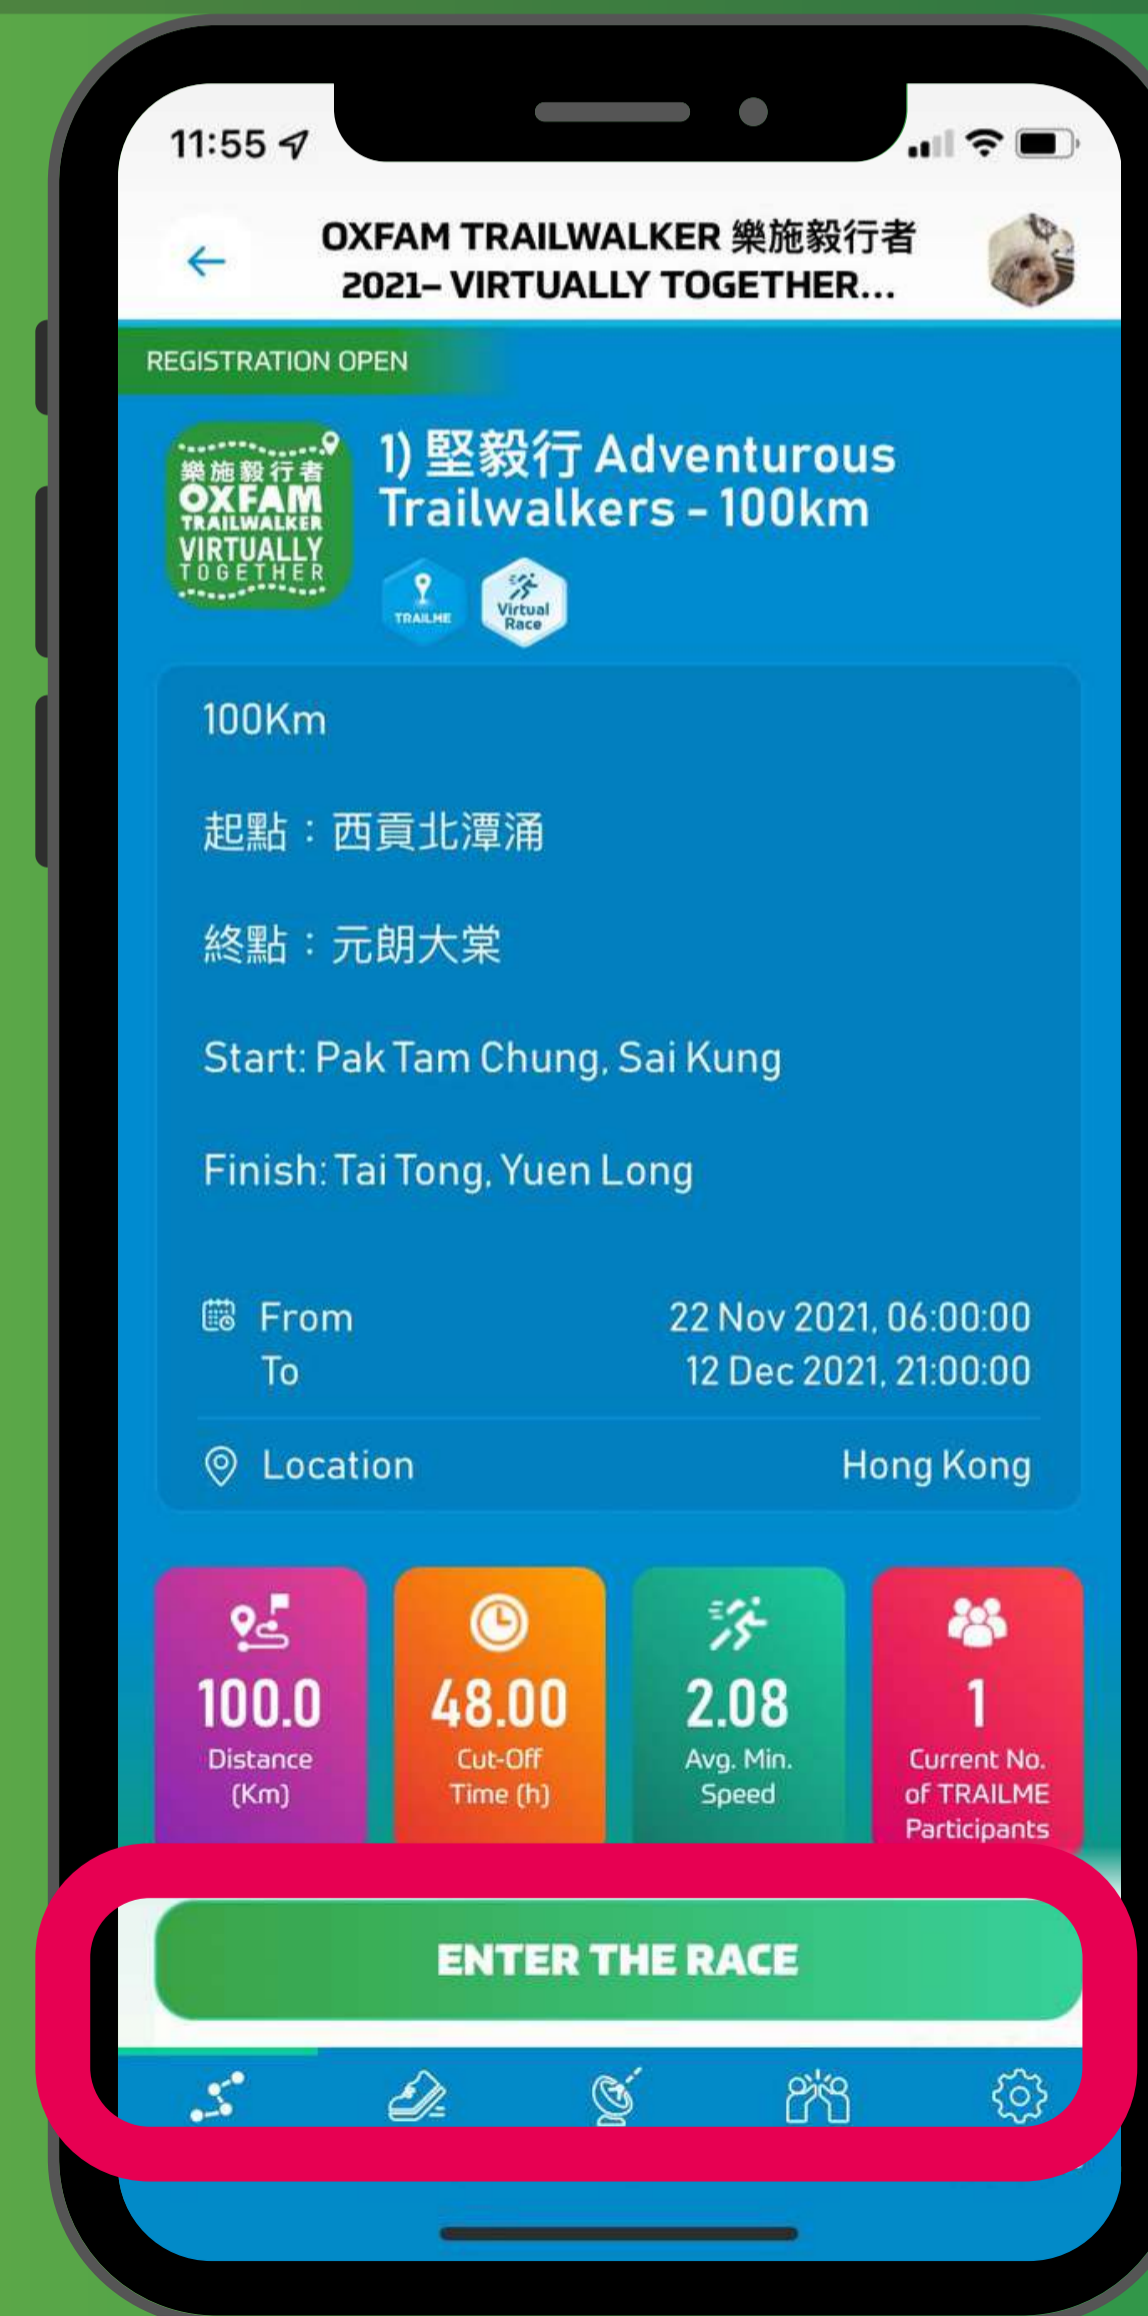 11:55
OXFAM TRAILWALKER 樂施毅行者
2021– VIRTUALLY TOGETHER...
REGISTRATION OPEN
樂施毅行者
OXFAM
TRAILWALKER
VIRTUALLY
TOGETHER
1) 堅毅行 Adventurous
Trailwalkers - 100km
TRAILME
Virtual
Race
100Km
起點：西貢北潭涌
終點：元朗大棠
Start: Pak Tam Chung, Sai Kung
Finish: Tai Tong, Yuen Long
From 22 Nov 2021, 06:00:00
To 12 Dec 2021, 21:00:00
Location Hong Kong
100.0
Distance
(Km)
48.00
Cut-Off
Time (h)
2.08
Avg. Min.
Speed
1
Current No.
of TRAILME
Participants
ENTER THE RACE